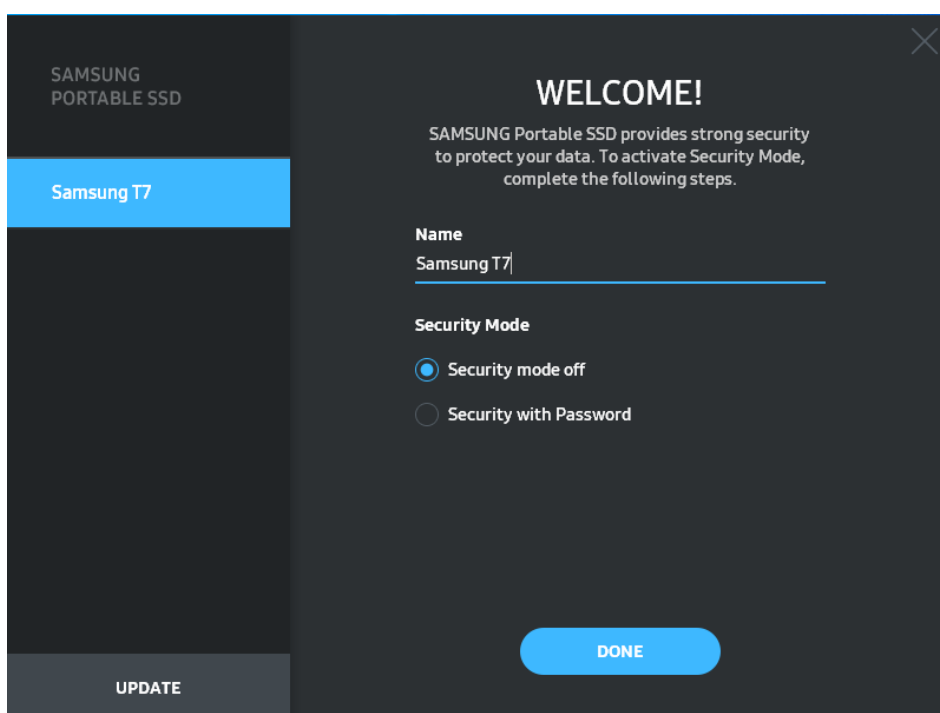 SAMSUNG
PORTABLE SSD
Samsung T7
UPDATE
WELCOME!
SAMSUNG Portable SSD provides strong security
to protect your data. To activate Security Mode,
complete the following steps.
Name
Samsung T7
Security Mode
Security mode off
Security with Password
DONE